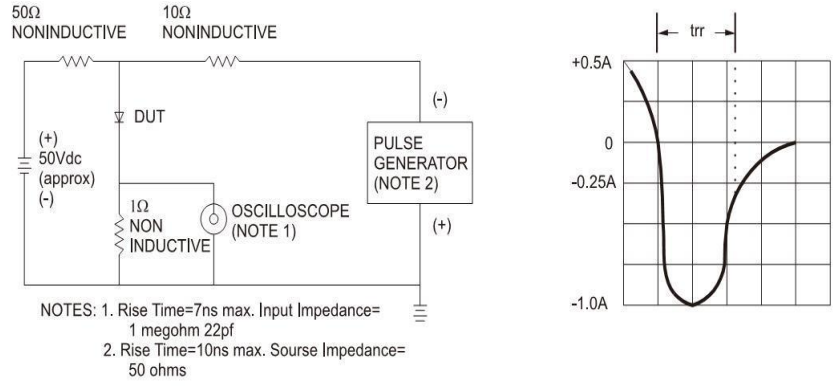 50Ω
NONINDUCTIVE
10Ω
NONINDUCTIVE
DUT
(+)
50Vdc
(approx)
(-)
1Ω
NON
INDUCTIVE
OSCILLOSCOPE
(NOTE 1)
(-)
PULSE
GENERATOR
(NOTE 2)
(+)
NOTES: 1. Rise Time=7ns max. Input Impedance=
1 megohm 22pf
2. Rise Time=10ns max. Sourse Impedance=
50 ohms
trr
+0.5A
0
-0.25A
-1.0A